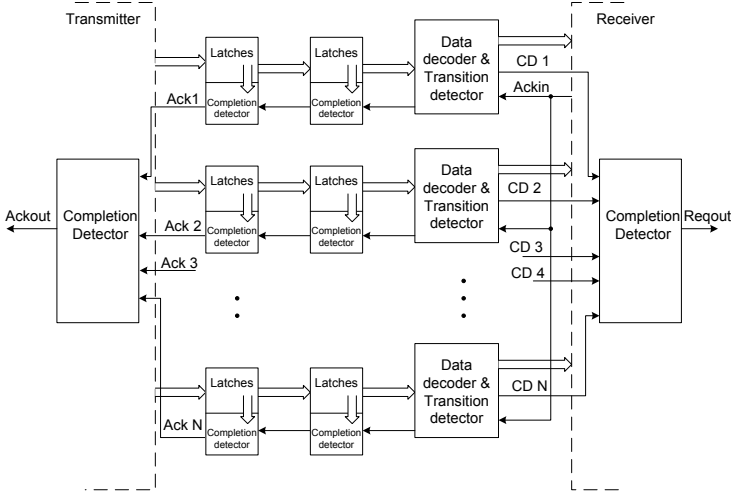 Transmitter
Receiver
Latches
Latches
Data
decoder &
Transition
detector
CD 1
Ack1
Completion
detector
Completion
detector
Ackin
Latches
Latches
Data
decoder &
Transition
detector
CD 2
Ackout
Completion
Detector
Ack 2
Completion
detector
Completion
detector
Completion
Detector
Reqout
Ack 3
CD 3
CD 4
Latches
Latches
Data
decoder &
Transition
detector
CD N
Ack N
Completion
detector
Completion
detector